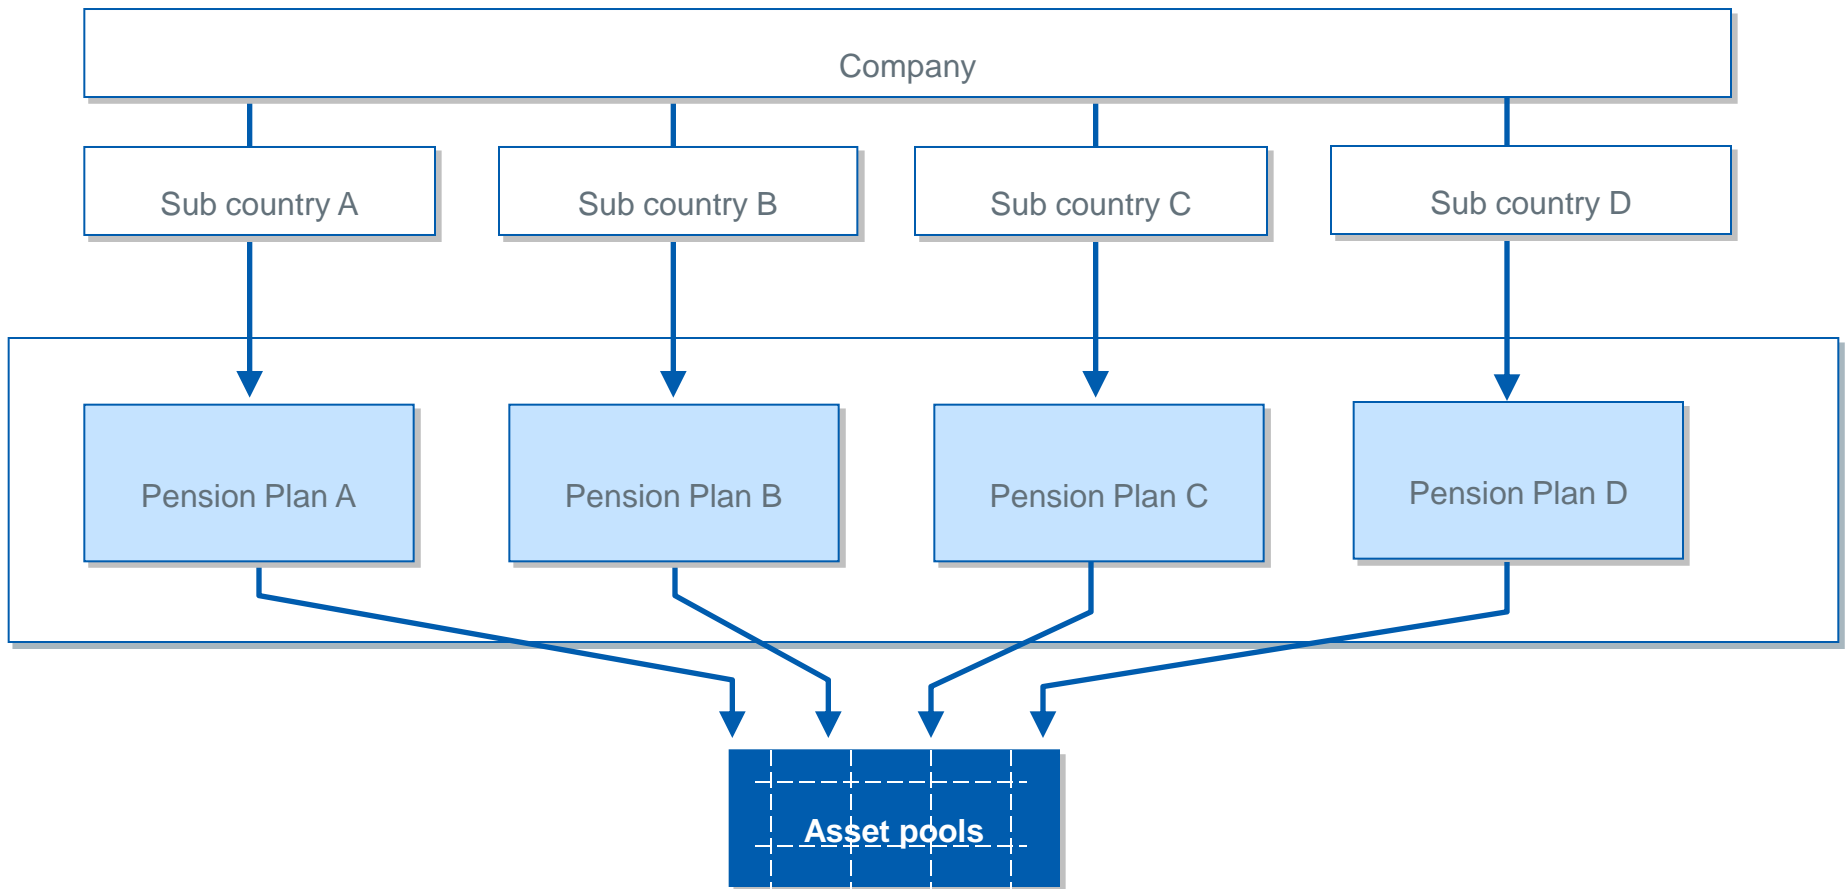 Company
Sub country A
Sub country B
Sub country C
Sub country D
Pension Plan A
Pension Plan B
Pension Plan C
Pension Plan D
Asset pools